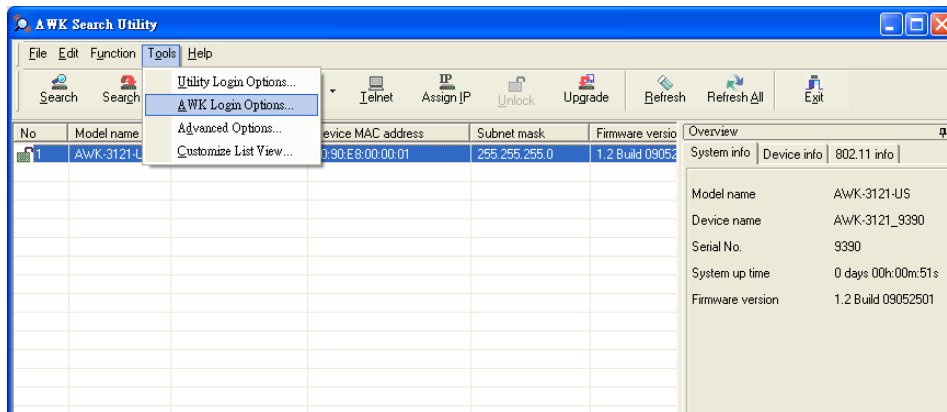 AWK Search Utility
File Edit Function Tools Help
Search Search Telnet Assign IP Unlock Upgrade Refresh Refresh All Exit
IP
Utility Login Options...
AWK Login Options...
Advanced Options...
Customize List View...
No Model name evice MAC address Subnet mask Firmware versio
1 AWK-3121-U 0:90:E8:00:00:01 255.255.255.0 1.2 Build 09052
Overview
System info Device info 802.11 info
Model name AWK-3121-US
Device name AWK-3121_9390
Serial No. 9390
System up time 0 days 00h:00m:51s
Firmware version 1.2 Build 09052501